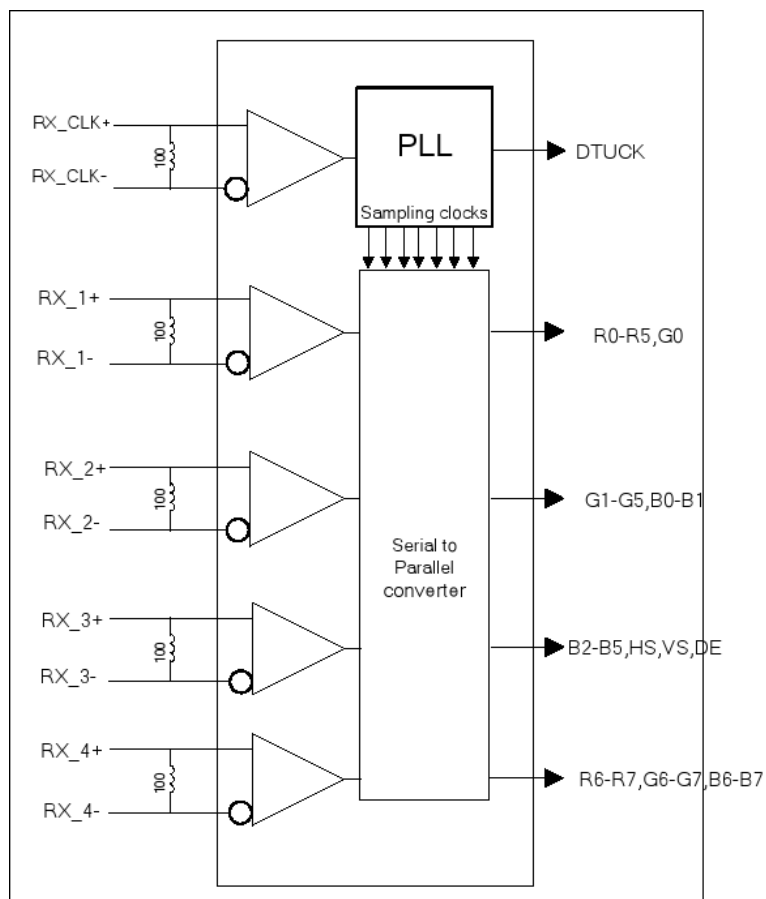 RX_CLK+
100
RX_CLK-
PLL
Sampling clocks
DTUCK
RX_1+
100
RX_1-
R0-R5,G0
RX_2+
100
RX_2-
G1-G5,B0-B1
Serial to
Parallel
converter
RX_3+
100
RX_3-
B2-B5,HS,VS,DE
RX_4+
100
RX_4-
R6-R7,G6-G7,B6-B7